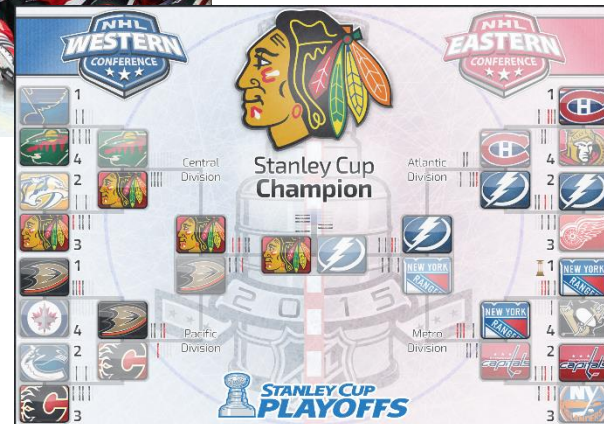 NHL
WESTERN
CONFERENCE
NHL
EASTERN
CONFERENCE
Stanley Cup
Champion
Central
Division
Atlantic
Division
Pacific
Division
Metro
Division
1
4
2
3
1
4
2
3
1
4
2
3
1
4
2
3
NEW YORK
RANGERS
NEW YORK
RANGERS
NEW YORK
RANGERS
capitals
capitals
NY
2015
STANLEY CUP
PLAYOFFS